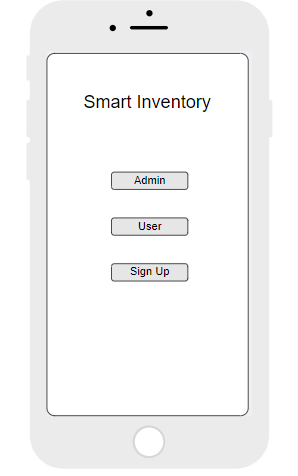 Smart Inventory
Admin
User
Sign Up